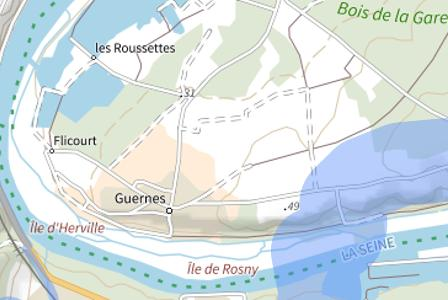 Bois de la Gare
les Roussettes
31
Flicourt
Guernes
49
Île d'Herville
LA SEINE
Île de Rosny